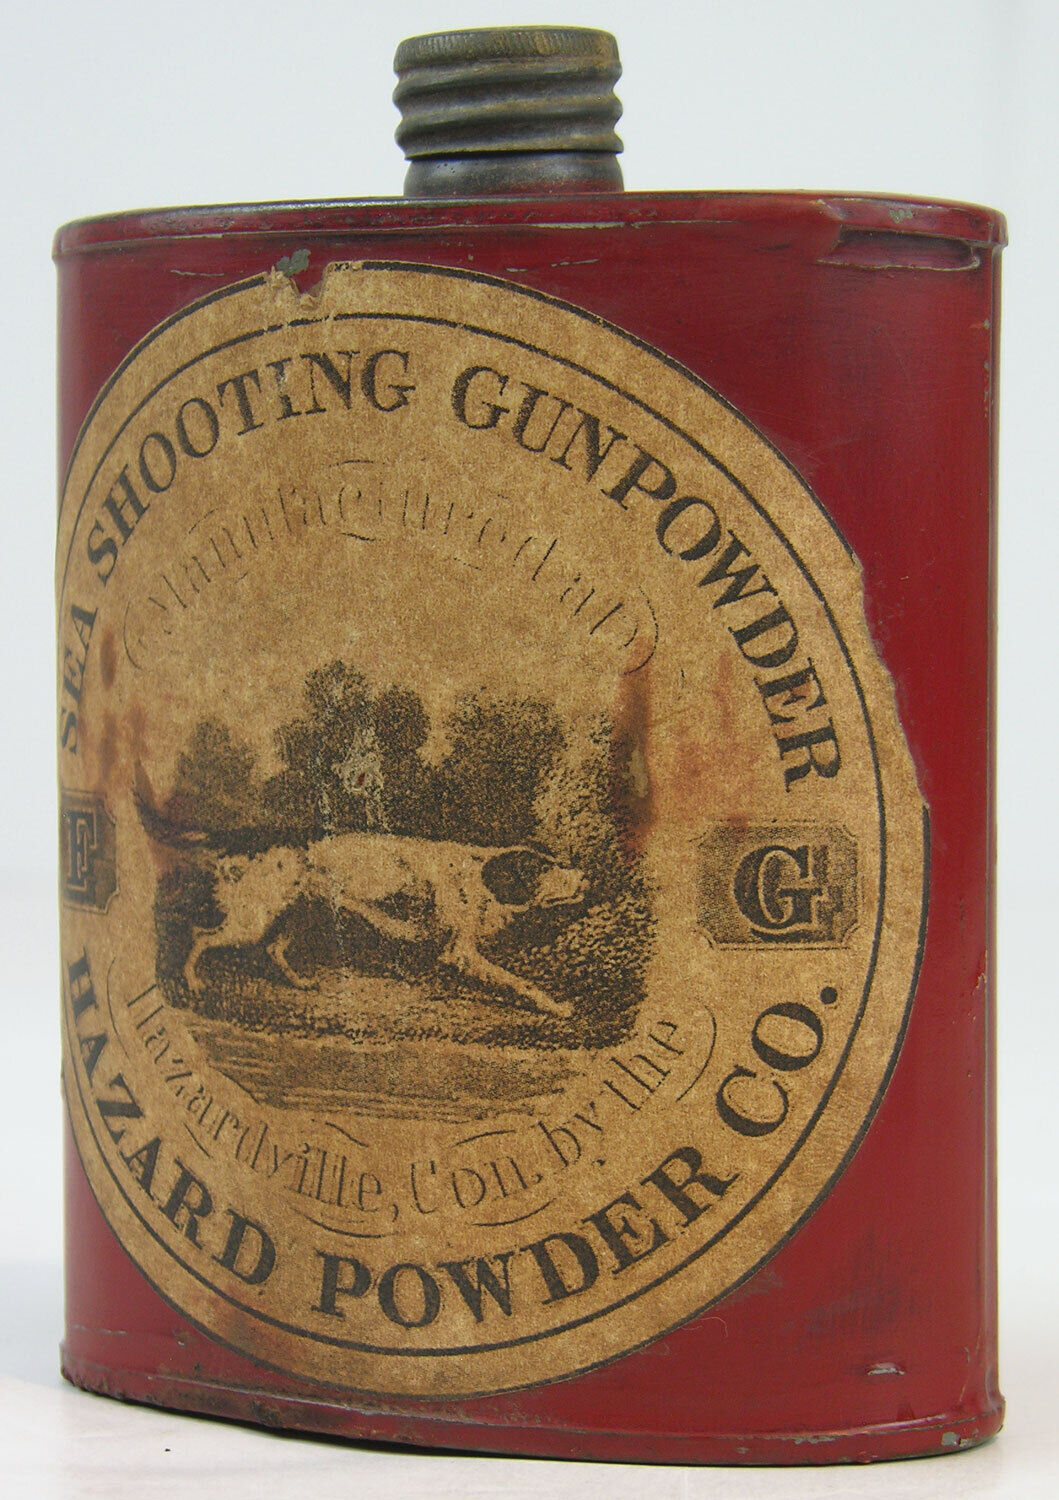 SEA SHOOTING GUNPOWDER
Manufactured at
F
G
Hazardville, Con. by the
HAZARD POWDER CO.